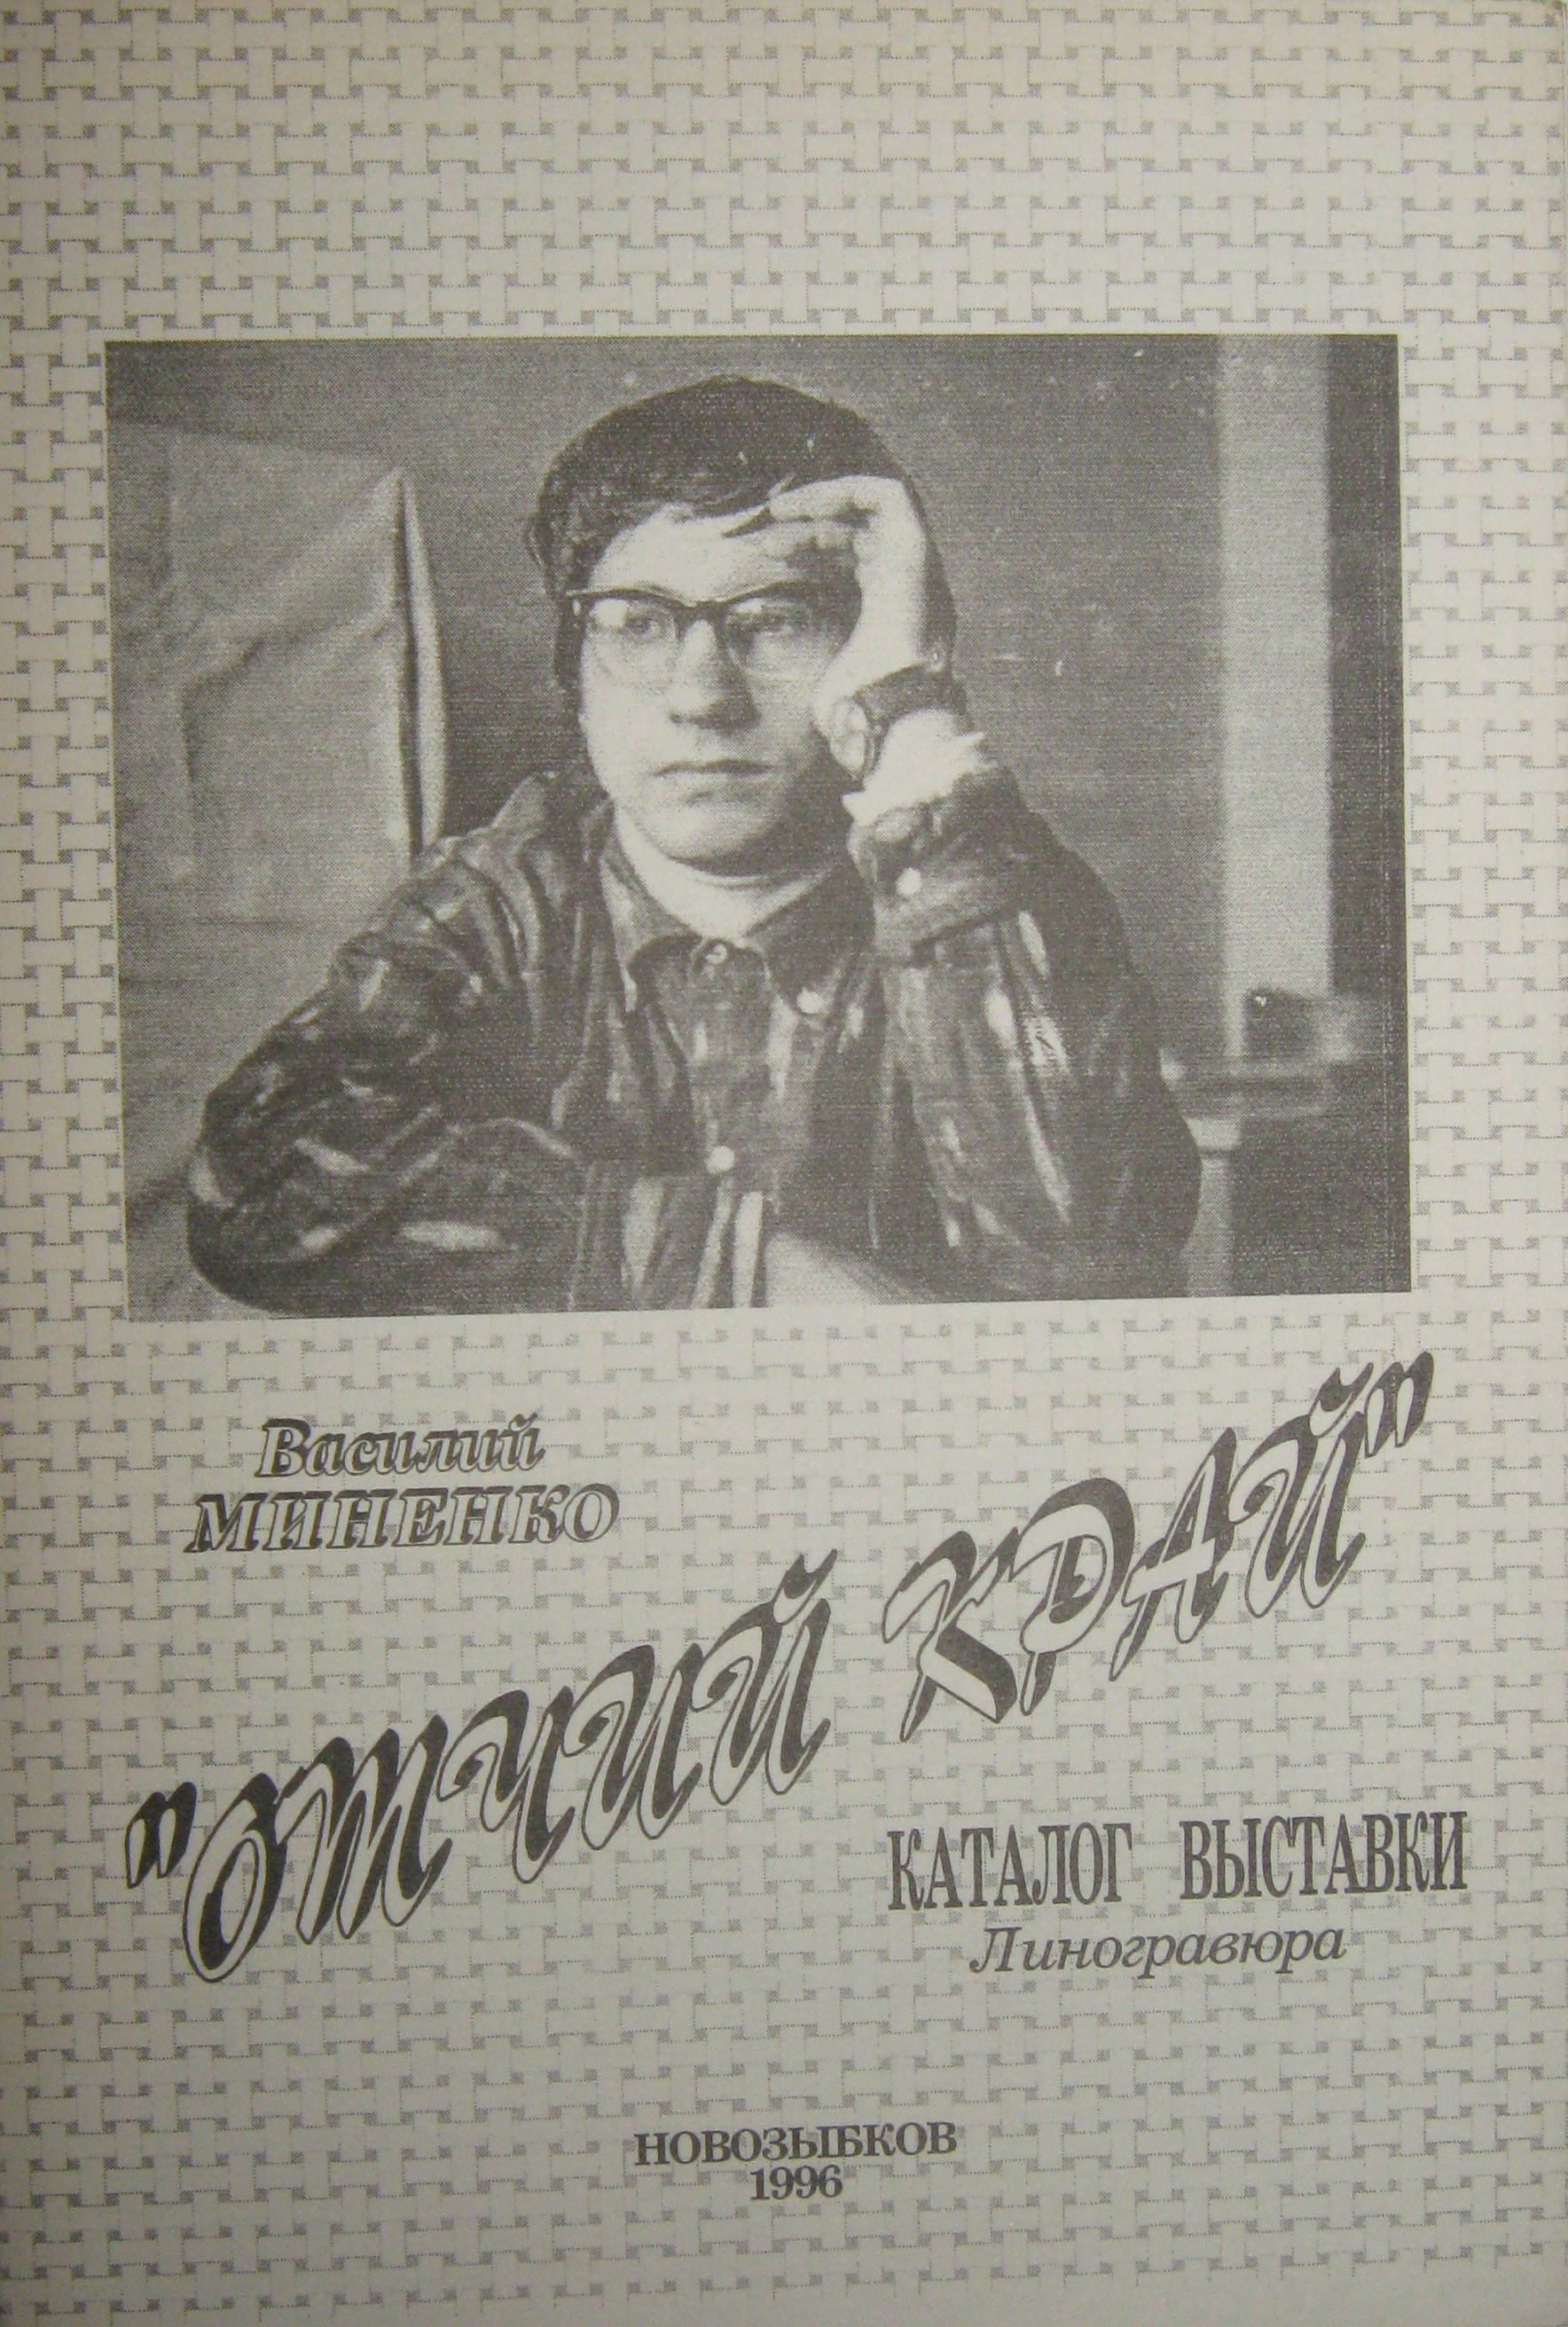 Василий
МИНЕНКО
"ОТЧИЙ КРАЙ"
КАТАЛОГ ВЫСТАВКИ
Линогравюра
НОВОЗЫБКОВ
1996